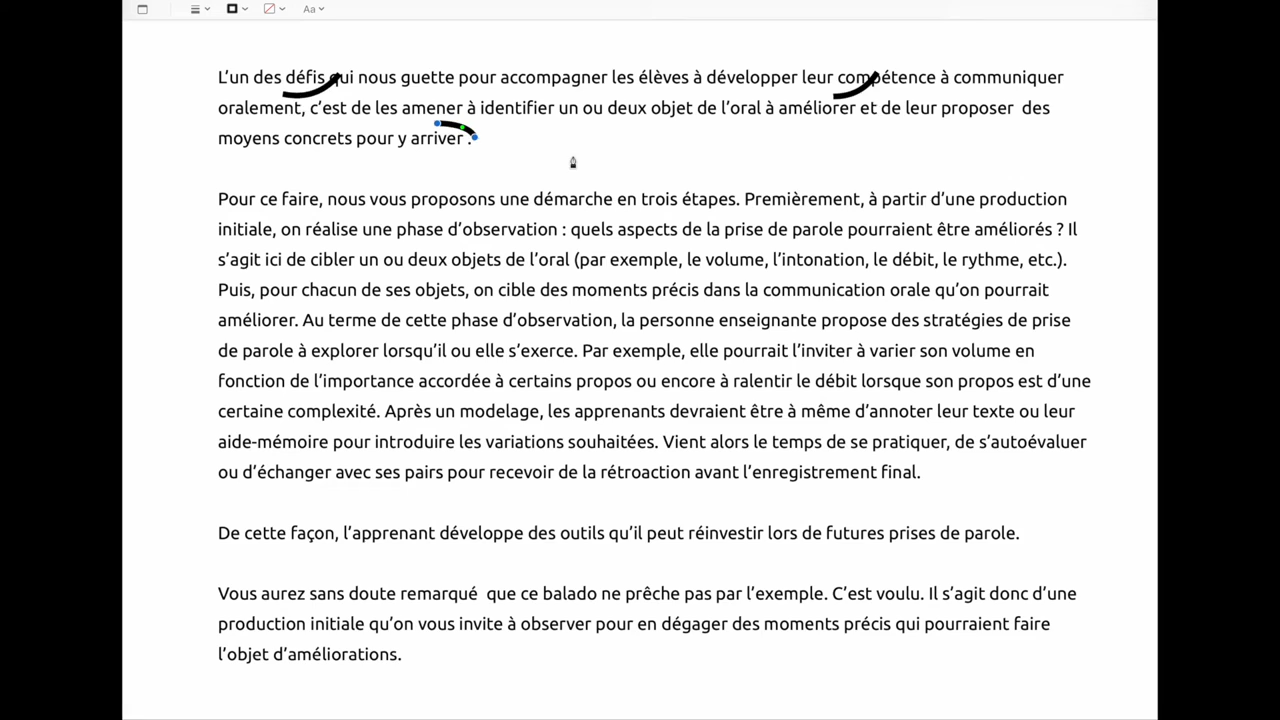 Aa
L'un des défis qui nous guette pour accompagner les élèves à développer leur compétence à communiquer
oralement, c'est de les amener à identifier un ou deux objet de l'oral à améliorer et de leur proposer  des
moyens concrets pour y arriver .
Pour ce faire, nous vous proposons une démarche en trois étapes. Premièrement, à partir d'une production
initiale, on réalise une phase d'observation : quels aspects de la prise de parole pourraient être améliorés ? Il
s'agit ici de cibler un ou deux objets de l'oral (par exemple, le volume, l'intonation, le débit, le rythme, etc.).
Puis, pour chacun de ses objets, on cible des moments précis dans la communication orale qu'on pourrait
améliorer. Au terme de cette phase d'observation, la personne enseignante propose des stratégies de prise
de parole à explorer lorsqu'il ou elle s'exerce. Par exemple, elle pourrait l'inviter à varier son volume en
fonction de l'importance accordée à certains propos ou encore à ralentir le débit lorsque son propos est d'une
certaine complexité. Après un modelage, les apprenants devraient être à même d'annoter leur texte ou leur
aide-mémoire pour introduire les variations souhaitées. Vient alors le temps de se pratiquer, de s'autoévaluer
ou d'échanger avec ses pairs pour recevoir de la rétroaction avant l'enregistrement final.
De cette façon, l'apprenant développe des outils qu'il peut réinvestir lors de futures prises de parole.
Vous aurez sans doute remarqué  que ce balado ne prêche pas par l'exemple. C'est voulu. Il s'agit donc d'une
production initiale qu'on vous invite à observer pour en dégager des moments précis qui pourraient faire
l'objet d'améliorations.